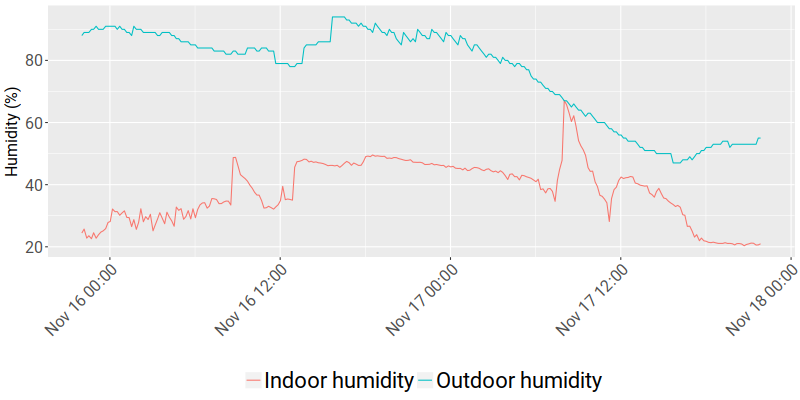 Humidity (%)
80
60
40
20
Nov 16 00:00
Nov 16 12:00
Nov 17 00:00
Nov 17 12:00
Nov 18 00:00
Indoor humidity
Outdoor humidity